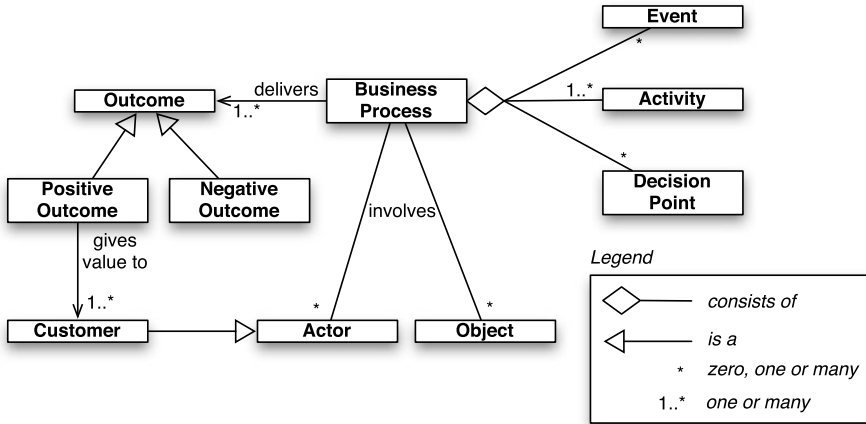 Event
*
delivers
Business
Process
1..*
Activity
Outcome
1..*
*
Positive
Outcome
Negative
Outcome
Decision
Point
involves
gives
value to
1..*
*
*
Customer
Actor
Object
Legend
consists of
is a
* zero, one or many
1..* one or many